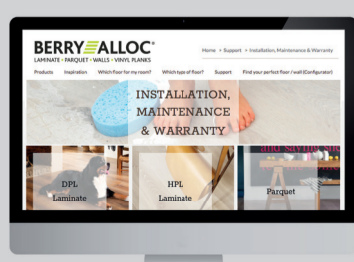 BERRY ALLOC®
LAMINATE • PARQUET • WALLS • VINYL PLANKS
Home • Support • Installation, Maintenance & Warranty
Products Inspiration Which floor for my room? Which type of floor? Support Find your perfect floor / wall (Configurator)
INSTALLATION,
MAINTENANCE
& WARRANTY
DPL
Laminate
HPL
Laminate
Parquet